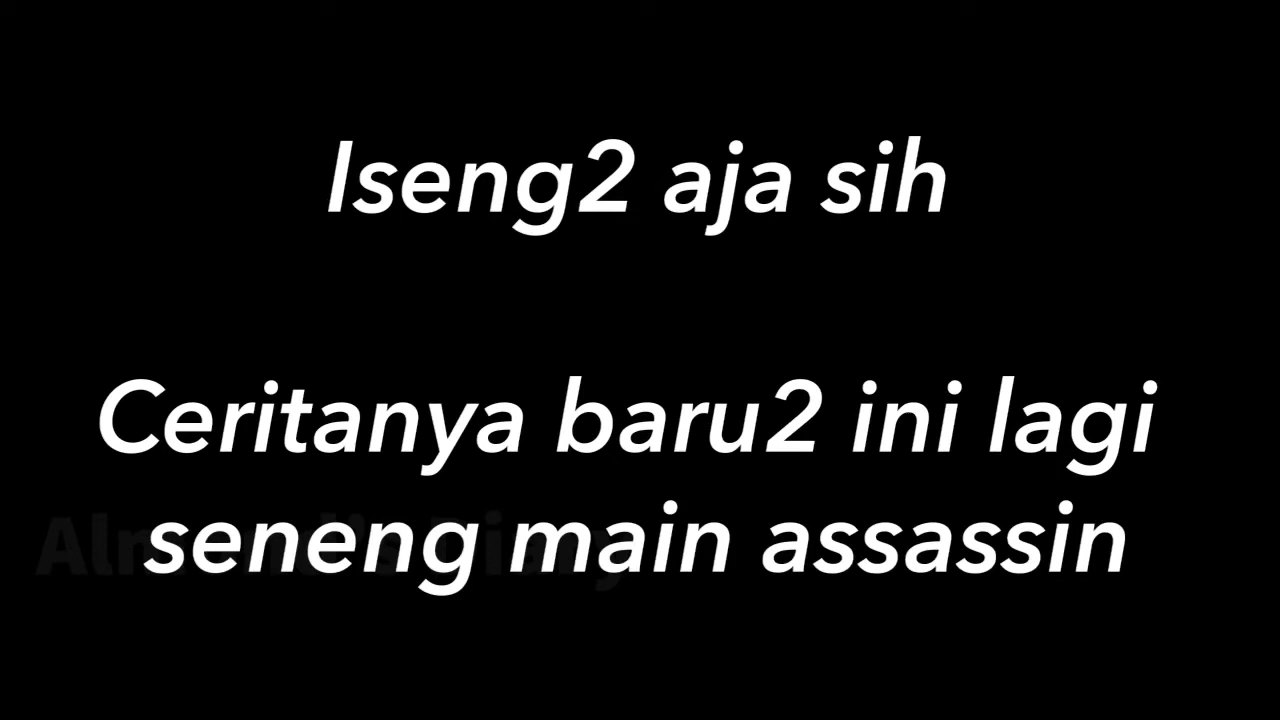 Iseng2 aja sih
Ceritanya baru2 ini lagi
seneng main assassin